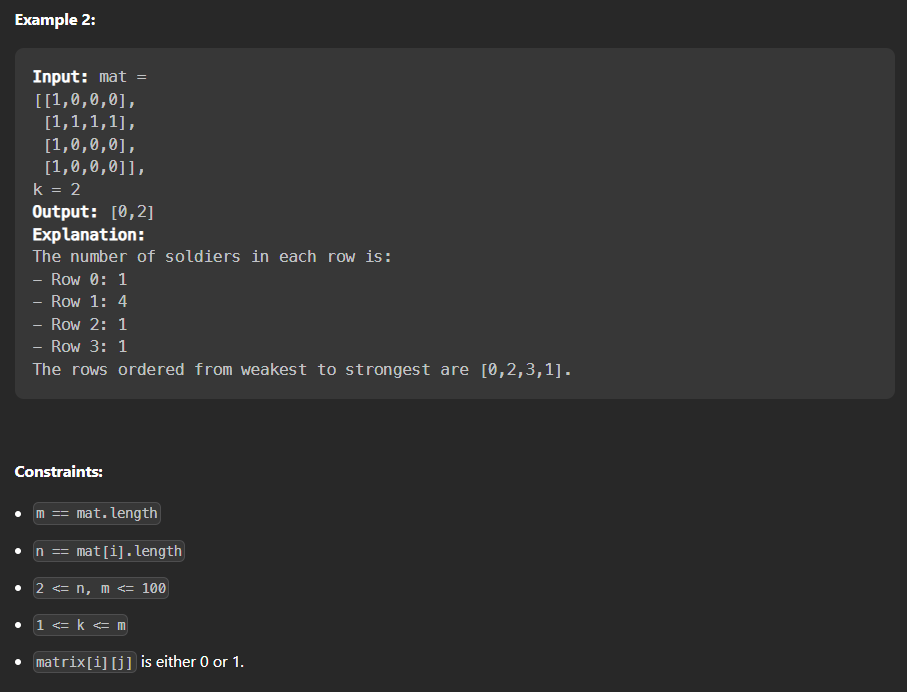 Example 2:
Input: mat =
[[1,0,0,0],
 [1,1,1,1],
 [1,0,0,0],
 [1,0,0,0]],
k = 2
Output: [0,2]
Explanation:
The number of soldiers in each row is:
- Row 0: 1
- Row 1: 4
- Row 2: 1
- Row 3: 1
The rows ordered from weakest to strongest are [0,2,3,1].
Constraints:
• m == mat.length
• n == mat[i].length
• 2 <= n, m <= 100
• 1 <= k <= m
• matrix[i][j] is either 0 or 1.